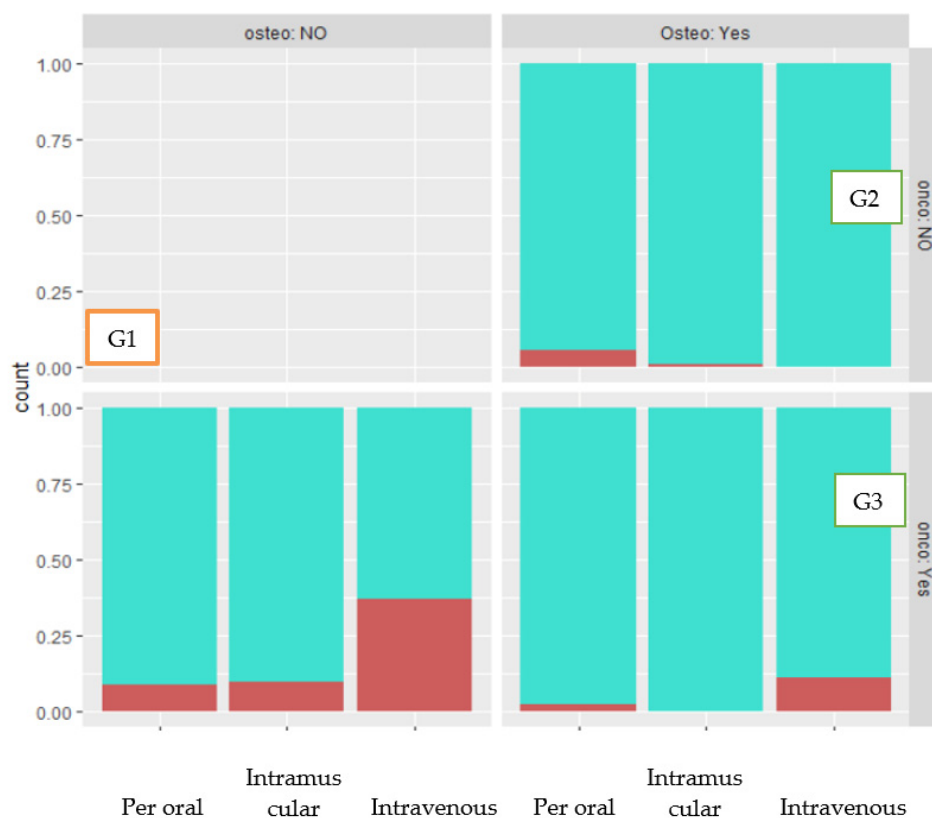 osteo: NO
Osteo: Yes
1.00
0.75
0.50
0.25
0.00
G1
G2
onco: NO
count
1.00
0.75
0.50
0.25
0.00
G3
onco: Yes
Per oral
Intramus
cular
Intravenous
Per oral
Intramus
cular
Intravenous